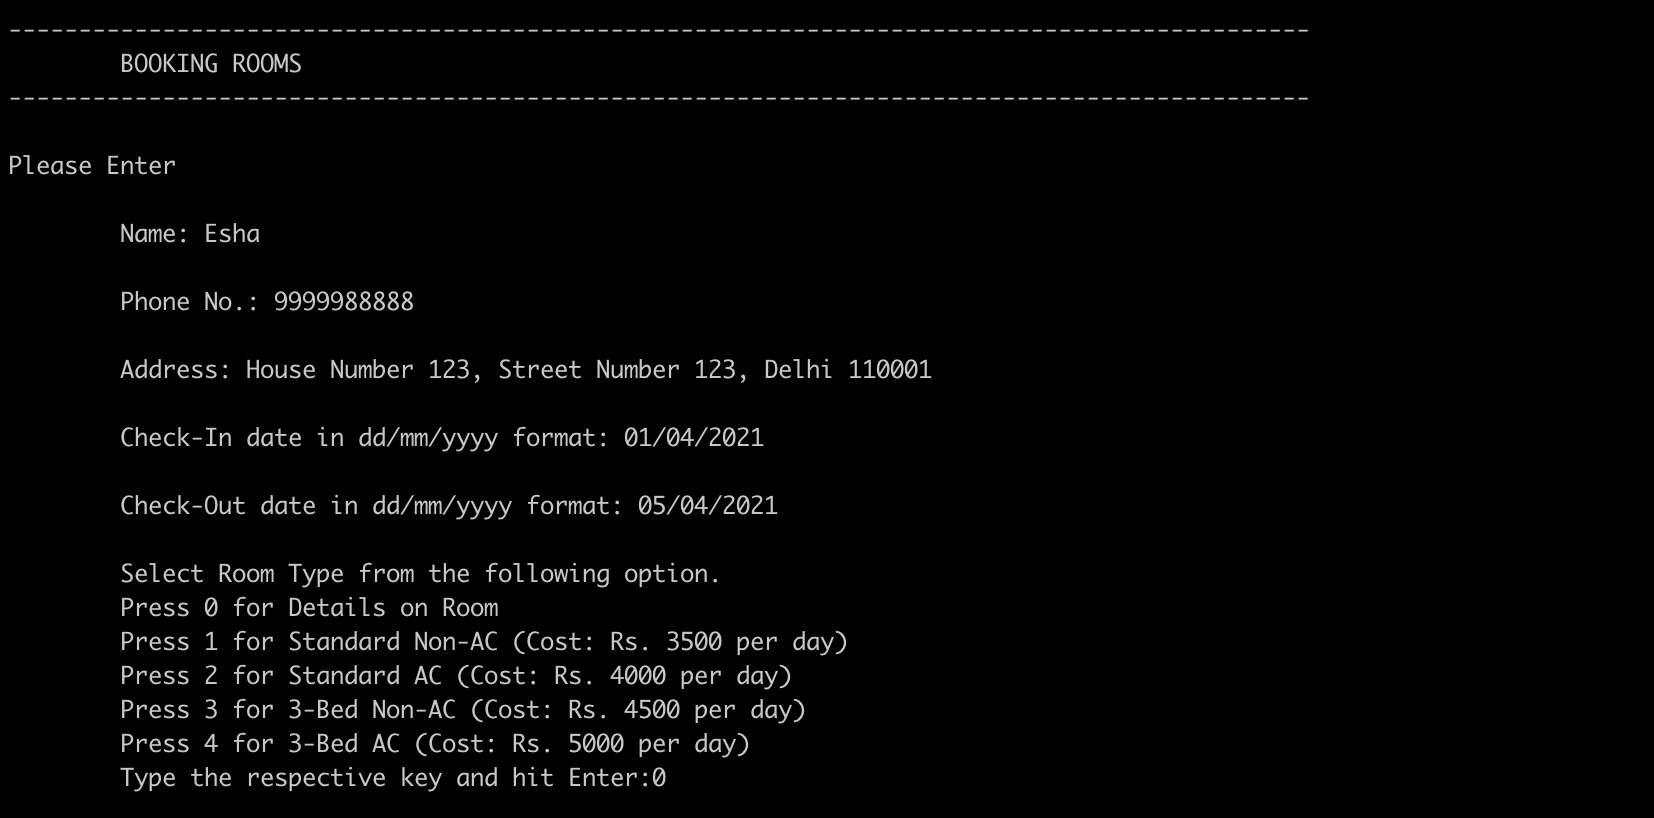 ---------------------------------------------------------------------------------------------
BOOKING ROOMS
---------------------------------------------------------------------------------------------
Please Enter
Name: Esha
Phone No.: 9999988888
Address: House Number 123, Street Number 123, Delhi 110001
Check-In date in dd/mm/yyyy format: 01/04/2021
Check-Out date in dd/mm/yyyy format: 05/04/2021
Select Room Type from the following option.
Press 0 for Details on Room
Press 1 for Standard Non-AC (Cost: Rs. 3500 per day)
Press 2 for Standard AC (Cost: Rs. 4000 per day)
Press 3 for 3-Bed Non-AC (Cost: Rs. 4500 per day)
Press 4 for 3-Bed AC (Cost: Rs. 5000 per day)
Type the respective key and hit Enter:0